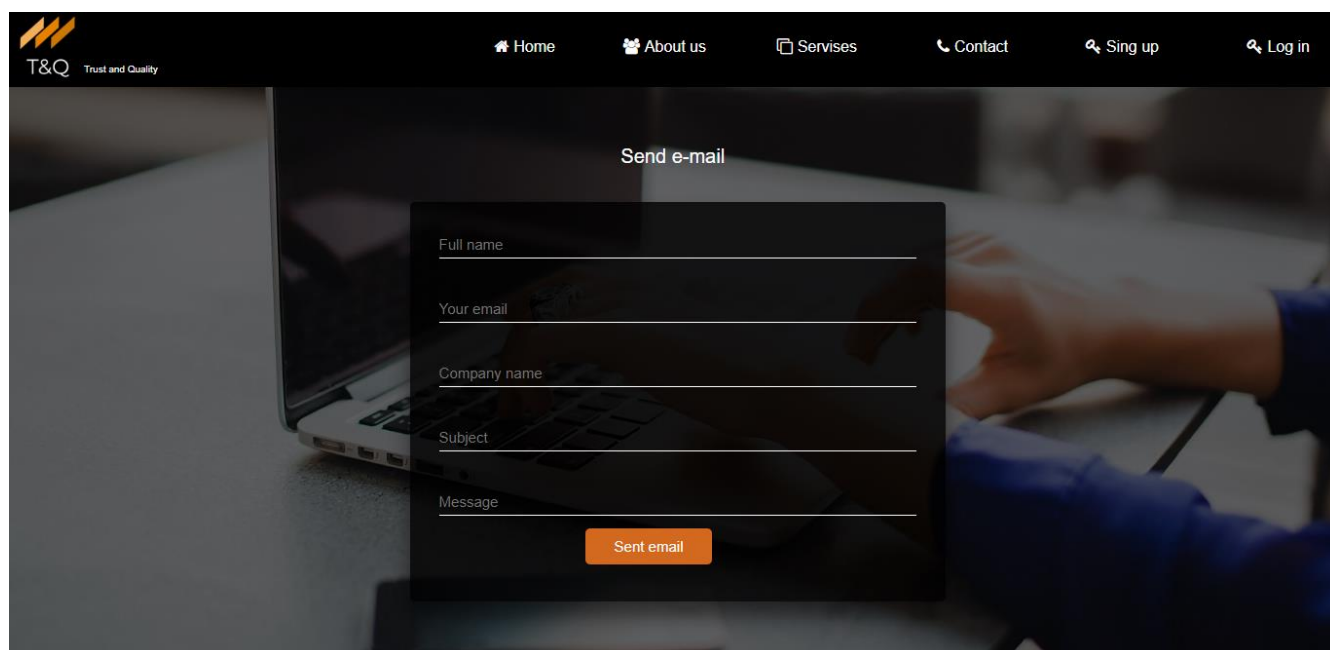 T&Q Trust and Quality
Home About us Servises Contact Sing up Log in
Send e-mail
Full name
Your email
Company name
Subject
Message
Sent email